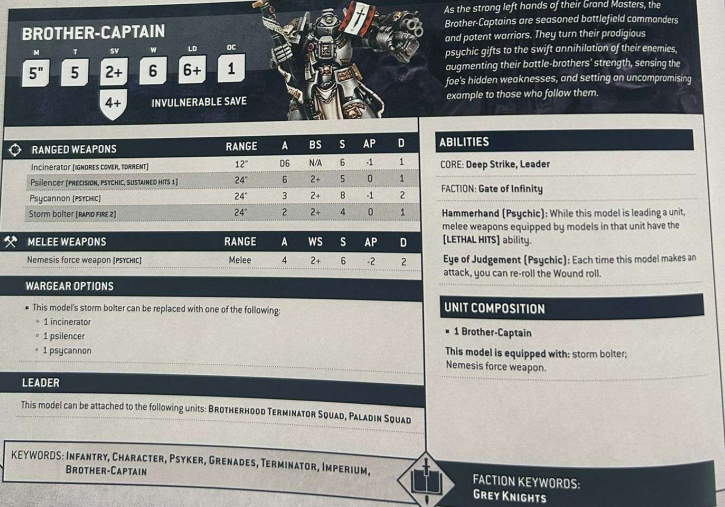 BROTHER-CAPTAIN
M T SV W LD OC
5" 5 2+ 6 6+ 1
4+ INVULNERABLE SAVE
As the strong left hands of their Grand Masters, the
Brother-Captains are seasoned battlefield commanders
and potent warriors. They turn their prodigious
psychic gifts to the swift annihilation of their enemies,
augmenting their battle-brothers' strength, sensing the
foe's hidden weaknesses, and setting an uncompromising
example to those who follow them.
RANGED WEAPONS RANGE A BS S AP D
Incinerator [IGNORES COVER, TORRENT] 12" D6 N/A 6 -1 1
Psilencer [PRECISION, PSYCHIC, SUSTAINED HITS 1] 24" 6 2+ 5 0 1
Psycannon [PSYCHIC] 24" 3 2+ 8 -1 2
Storm bolter [RAPID FIRE 2] 24" 2 2+ 4 0 1
MELEE WEAPONS RANGE A WS S AP D
Nemesis force weapon [PSYCHIC] Melee 4 2+ 6 -2 2
WARGEAR OPTIONS
▪ This model's storm bolter can be replaced with one of the following:
◦ 1 incinerator
◦ 1 psilencer
◦ 1 psycannon
LEADER
This model can be attached to the following units: BROTHERHOOD TERMINATOR SQUAD, PALADIN SQUAD
KEYWORDS: INFANTRY, CHARACTER, PSYKER, GRENADES, TERMINATOR, IMPERIUM,
BROTHER-CAPTAIN
ABILITIES
CORE: Deep Strike, Leader
FACTION: Gate of Infinity
Hammerhand (Psychic): While this model is leading a unit,
melee weapons equipped by models in that unit have the
[LETHAL HITS] ability.
Eye of Judgement (Psychic): Each time this model makes an
attack, you can re-roll the Wound roll.
UNIT COMPOSITION
▪ 1 Brother-Captain
This model is equipped with: storm bolter;
Nemesis force weapon.
FACTION KEYWORDS:
GREY KNIGHTS